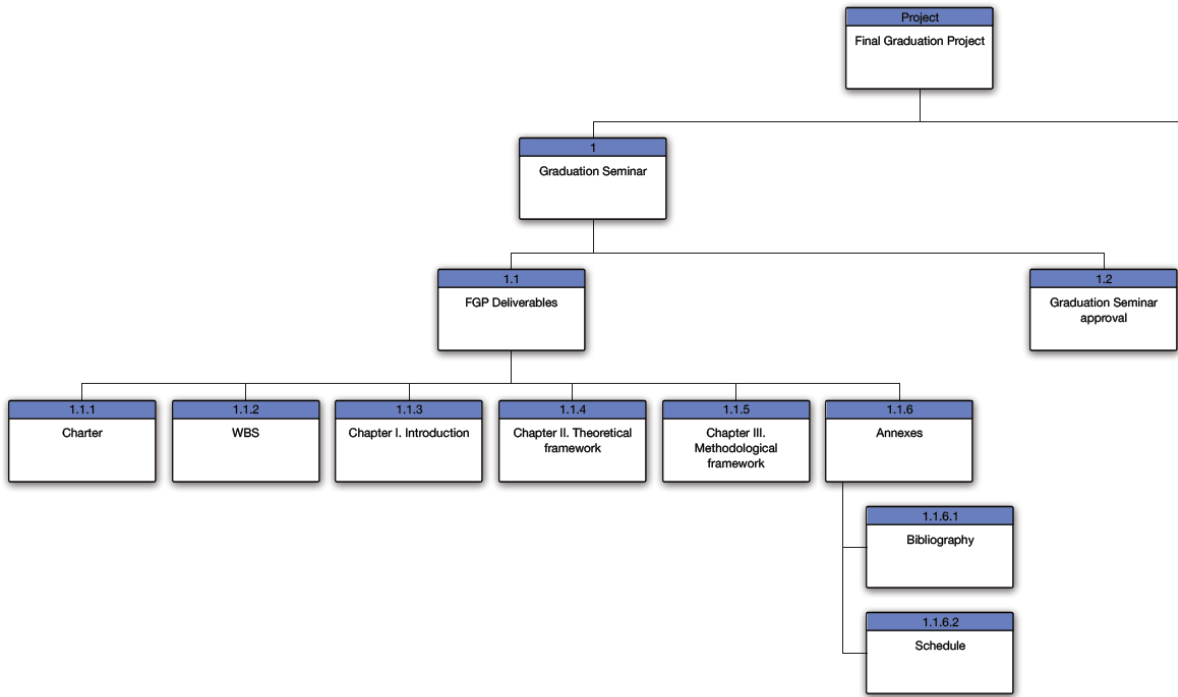 Project
Final Graduation Project
1
Graduation Seminar
1.1
FGP Deliverables
1.2
Graduation Seminar
approval
1.1.1
Charter
1.1.2
WBS
1.1.3
Chapter I. Introduction
1.1.4
Chapter II. Theoretical
framework
1.1.5
Chapter III.
Methodological
framework
1.1.6
Annexes
1.1.6.1
Bibliography
1.1.6.2
Schedule